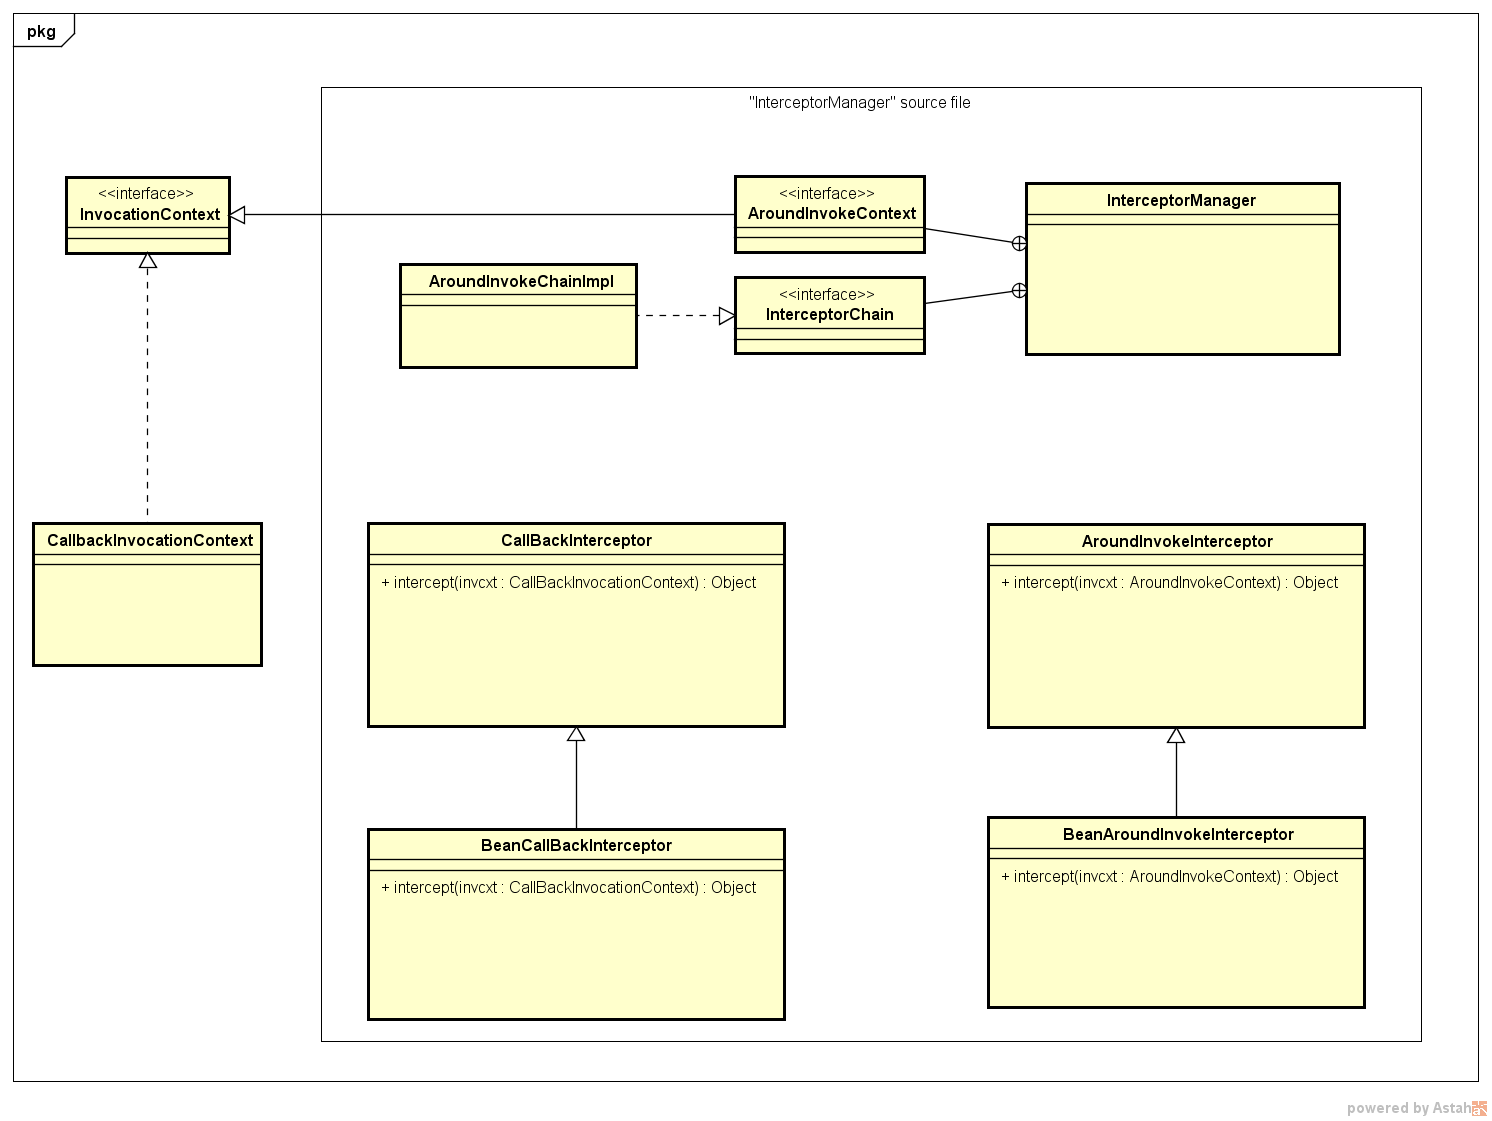 pkg
"InterceptorManager" source file
<<interface>>
InvocationContext
<<interface>>
AroundInvokeContext
InterceptorManager
AroundInvokeChainImpl
<<interface>>
InterceptorChain
CallbackInvocationContext
CallBackInterceptor
+ intercept(invcxt : CallBackInvocationContext) : Object
AroundInvokeInterceptor
+ intercept(invcxt : AroundInvokeContext) : Object
BeanCallBackInterceptor
+ intercept(invcxt : CallBackInvocationContext) : Object
BeanAroundInvokeInterceptor
+ intercept(invcxt : AroundInvokeContext) : Object
powered by Astah